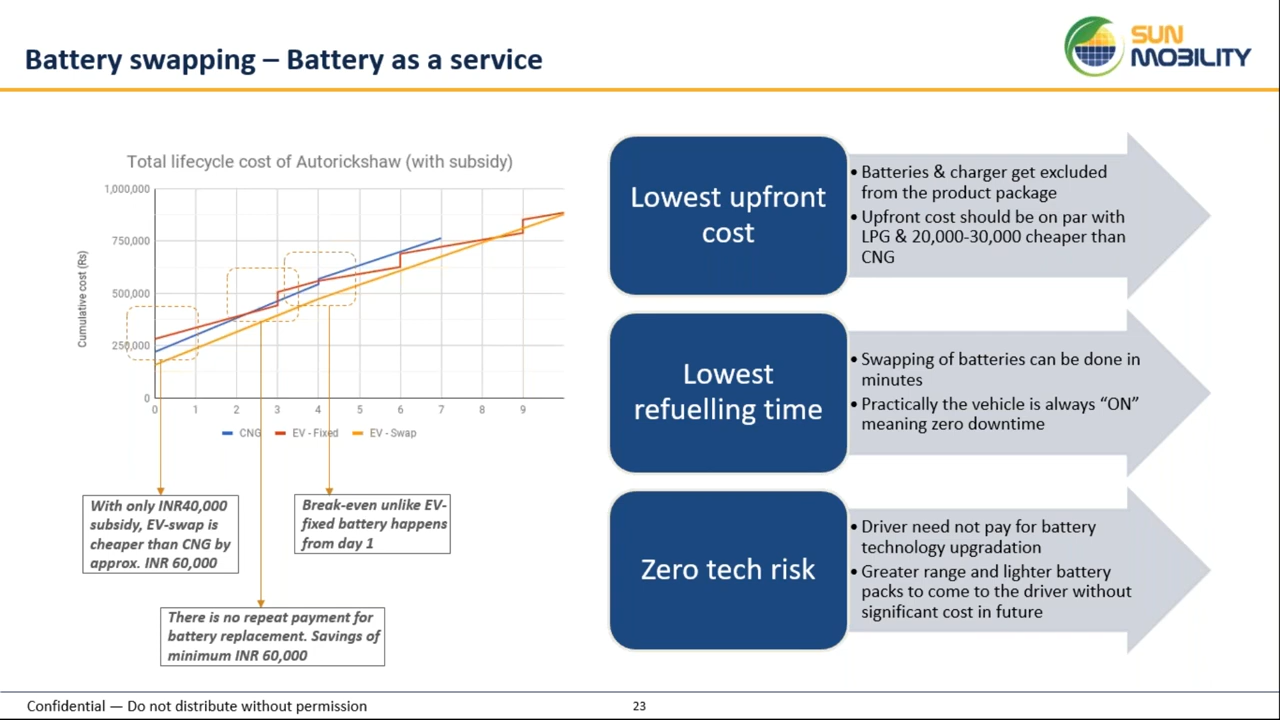 Battery swapping – Battery as a service
SUN
MOBILITY
Total lifecycle cost of Autorickshaw (with subsidy)
Cumulative cost (Rs)
1,000,000
750,000
500,000
250,000
0
0 1 2 3 4 5 6 7 8 9
CNG EV - Fixed EV - Swap
With only INR40,000
subsidy, EV-swap is
cheaper than CNG by
approx. INR 60,000
Break-even unlike EV-
fixed battery happens
from day 1
There is no repeat payment for
battery replacement. Savings of
minimum INR 60,000
Lowest upfront
cost
• Batteries & charger get excluded
from the product package
• Upfront cost should be on par with
LPG & 20,000-30,000 cheaper than
CNG
Lowest
refuelling time
• Swapping of batteries can be done in
minutes
• Practically the vehicle is always “ON”
meaning zero downtime
Zero tech risk
• Driver need not pay for battery
technology upgradation
• Greater range and lighter battery
packs to come to the driver without
significant cost in future
Confidential — Do not distribute without permission
23